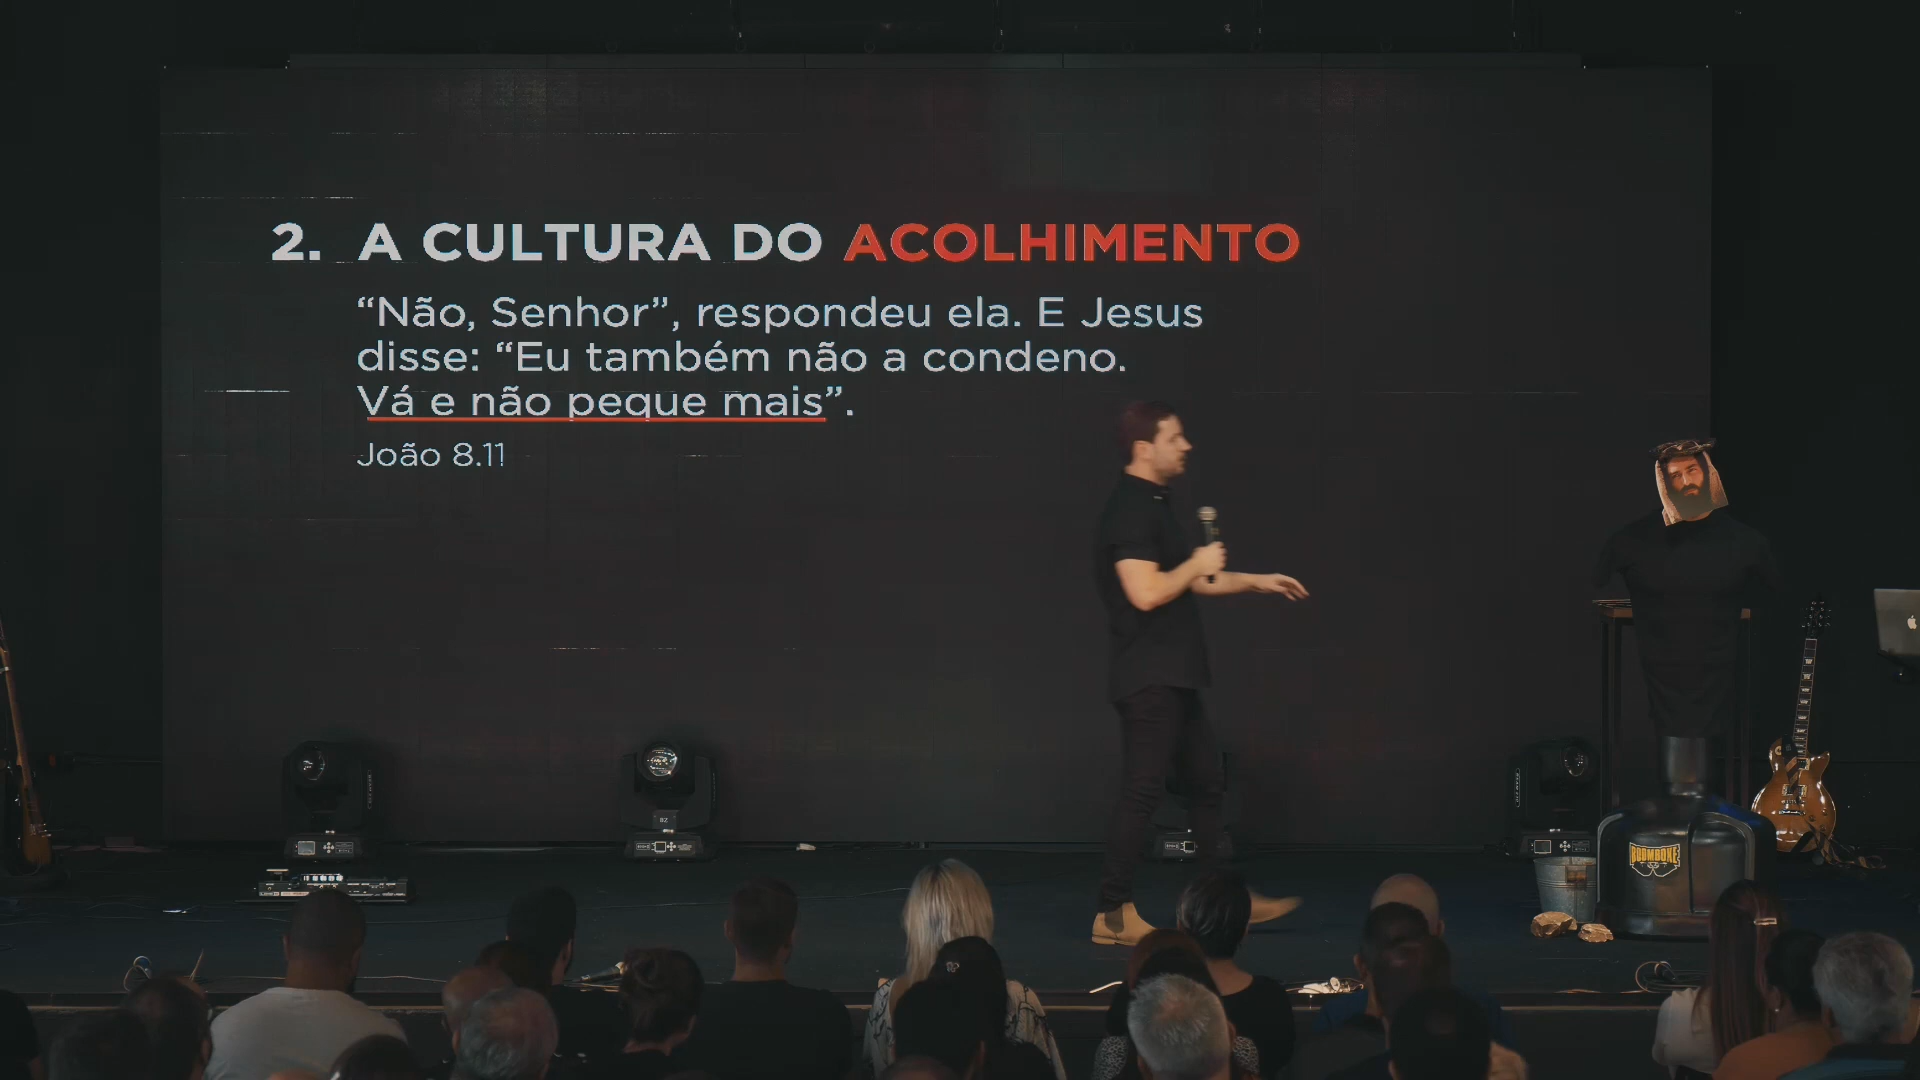 2. A CULTURA DO ACOLHIMENTO
“Não, Senhor”, respondeu ela. E Jesus
disse: “Eu também não a condeno.
Vá e não peque mais”.
João 8.11
BOOMBOXE